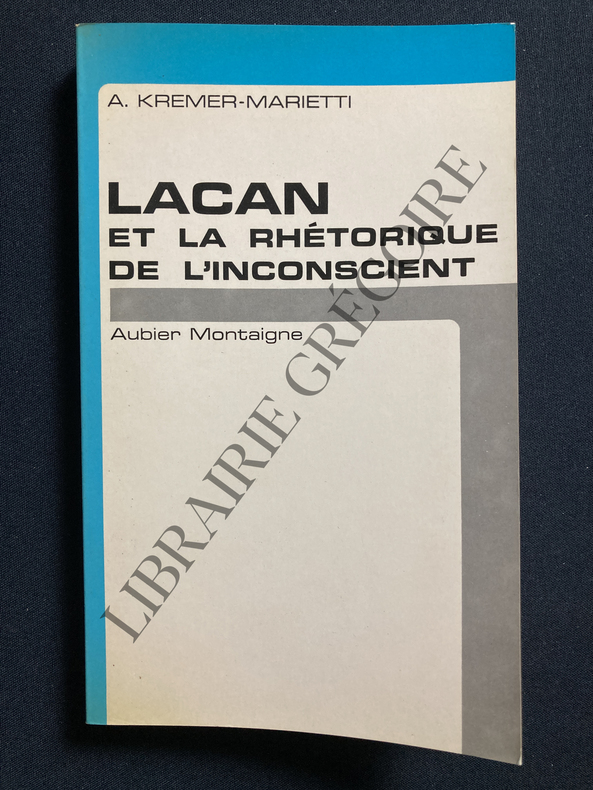 A. KREMER-MARIETTI
LACAN
ET LA RHÉTORIQUE
DE L'INCONSCIENT
Aubier Montaigne
LIBRAIRIE GRÉGOIRE